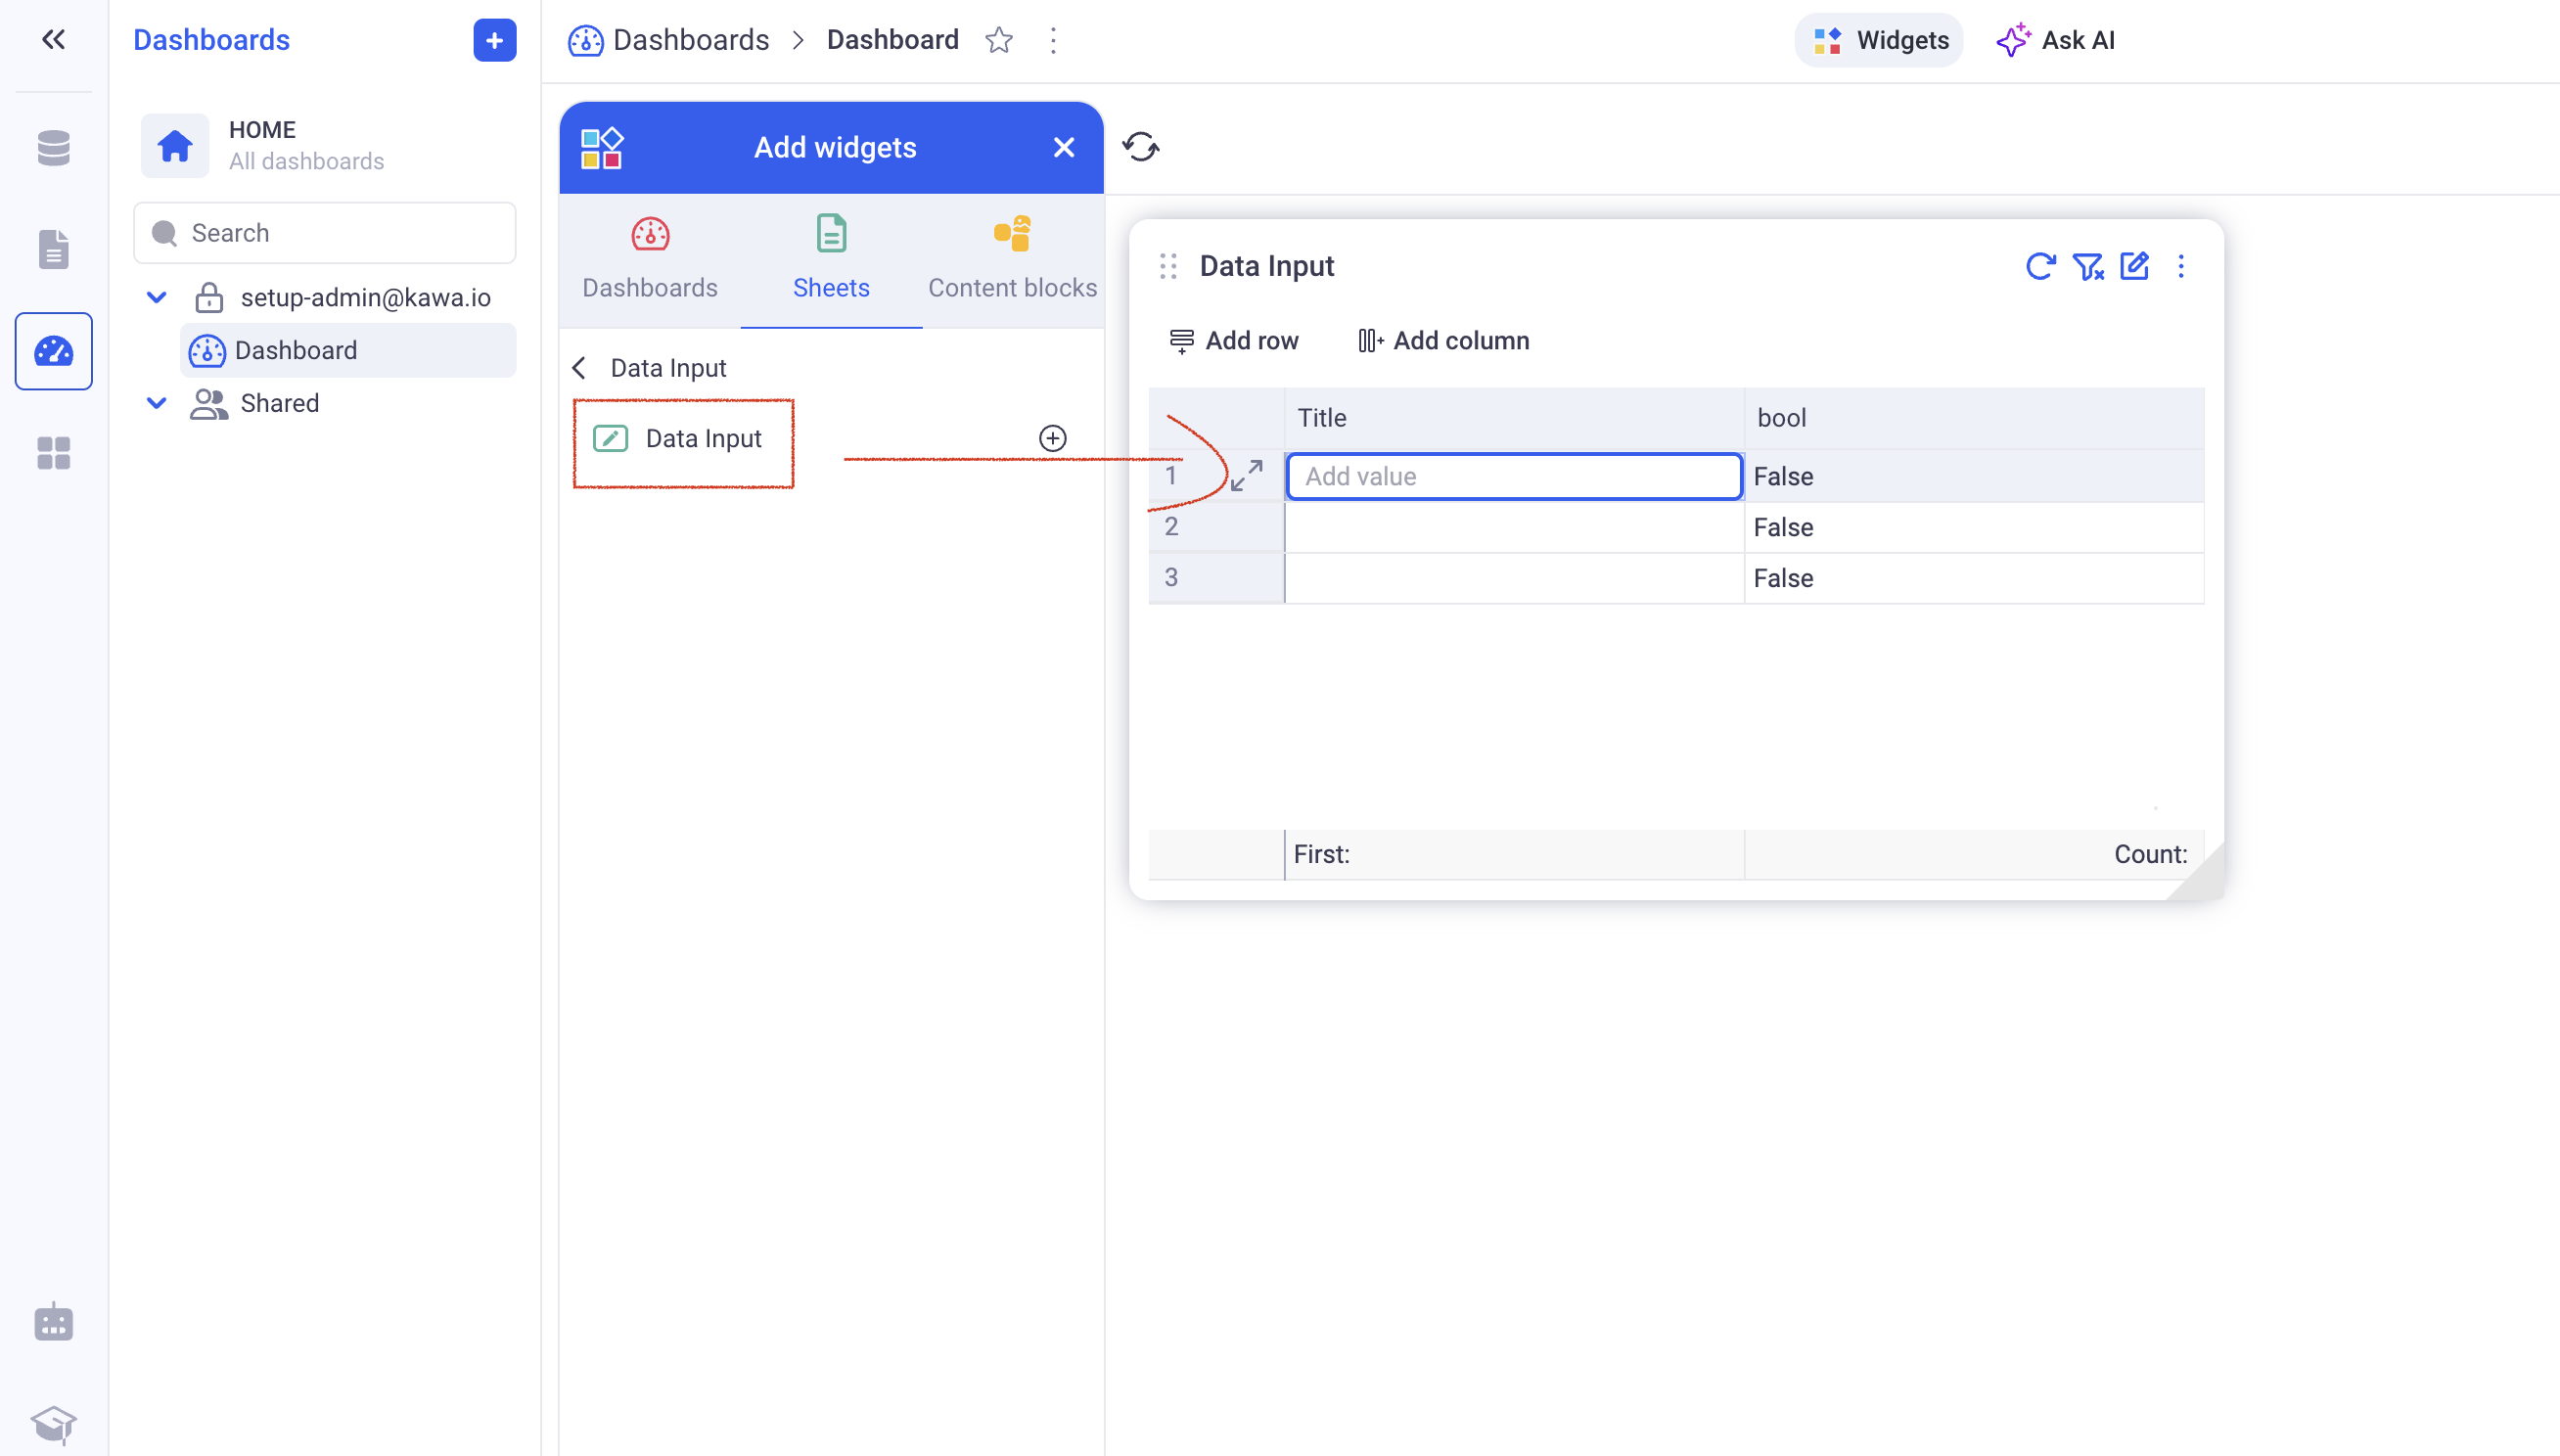 Dashboards
HOME
All dashboards
Search
setup-admin@kawa.io
Dashboard
Shared
Dashboards > Dashboard
Widgets
Ask AI
Add widgets
Dashboards
Sheets
Content blocks
Data Input
Data Input
Data Input
Add row
Add column
Title bool
1 Add value False
2 False
3 False
First: Count: